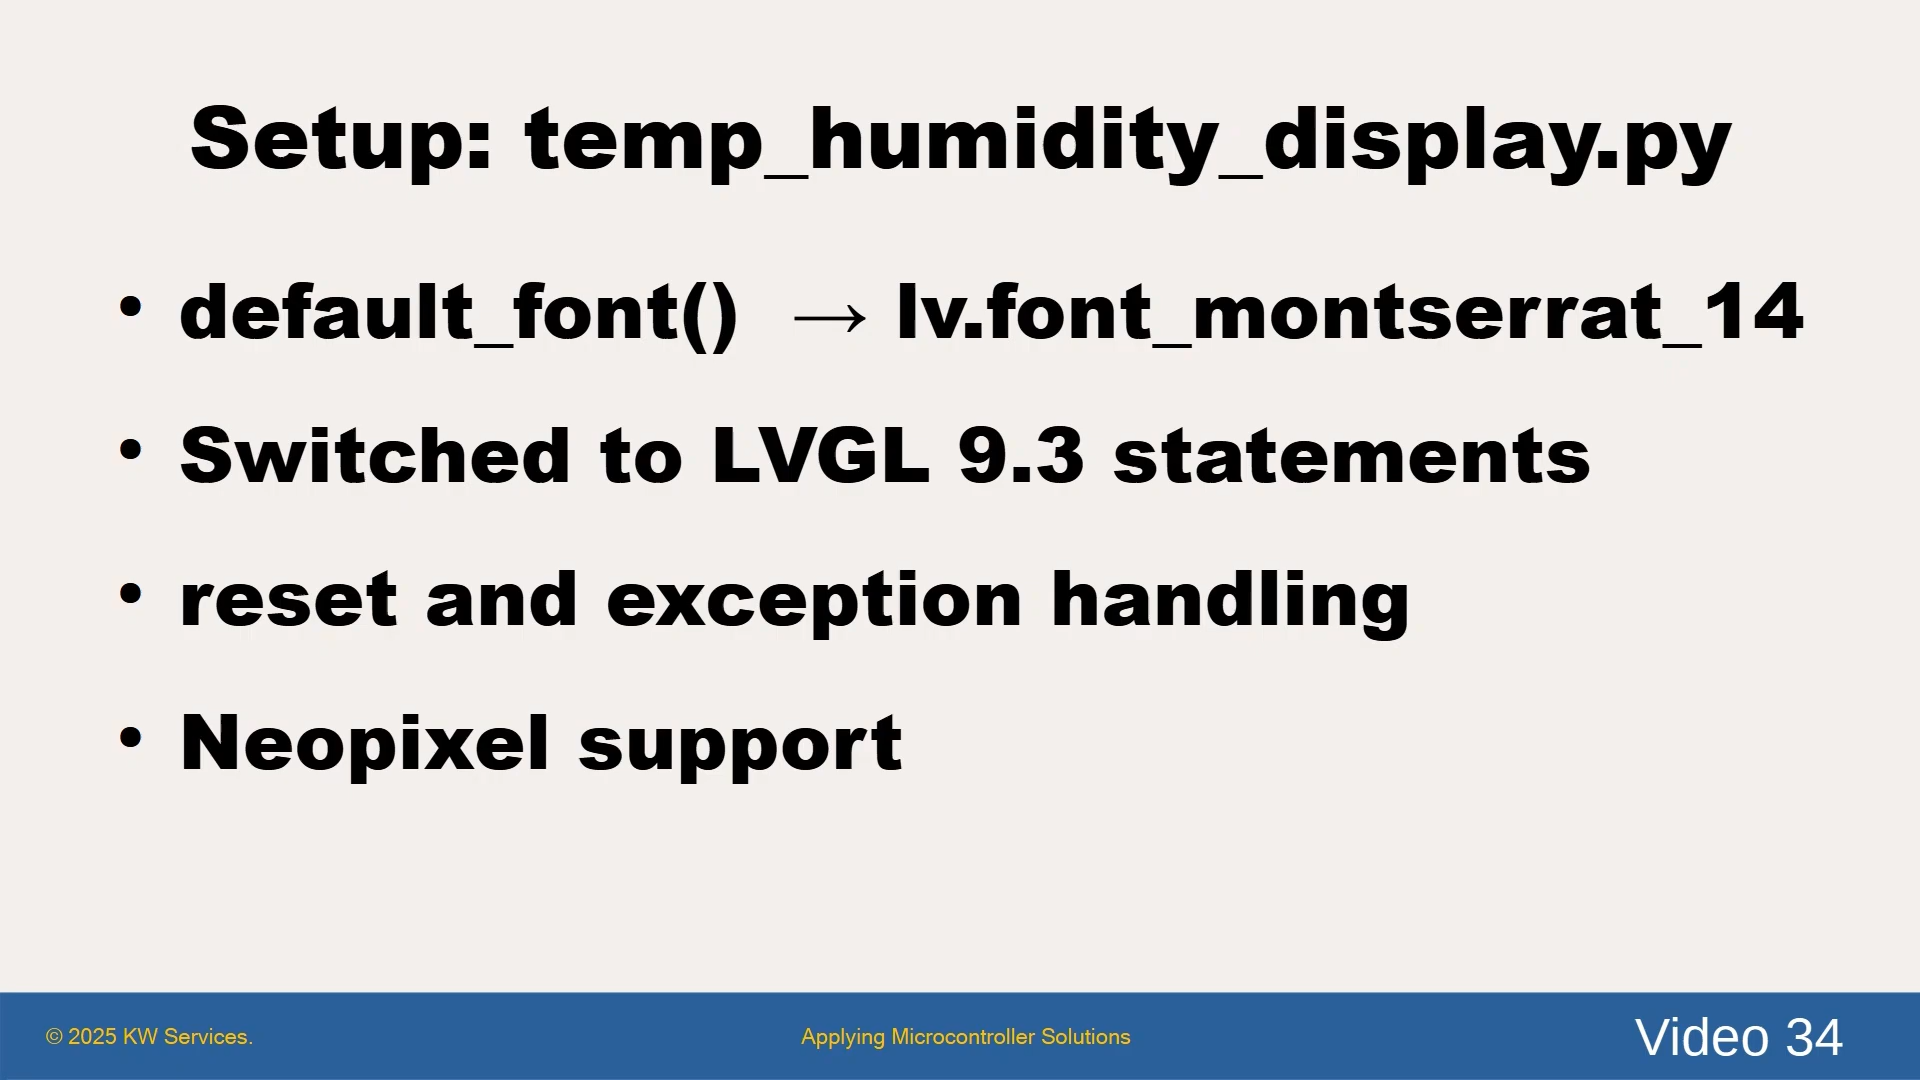 Setup: temp_humidity_display.py
• default_font() → lv.font_montserrat_14
• Switched to LVGL 9.3 statements
• reset and exception handling
• Neopixel support
© 2025 KW Services.
Applying Microcontroller Solutions
Video 34